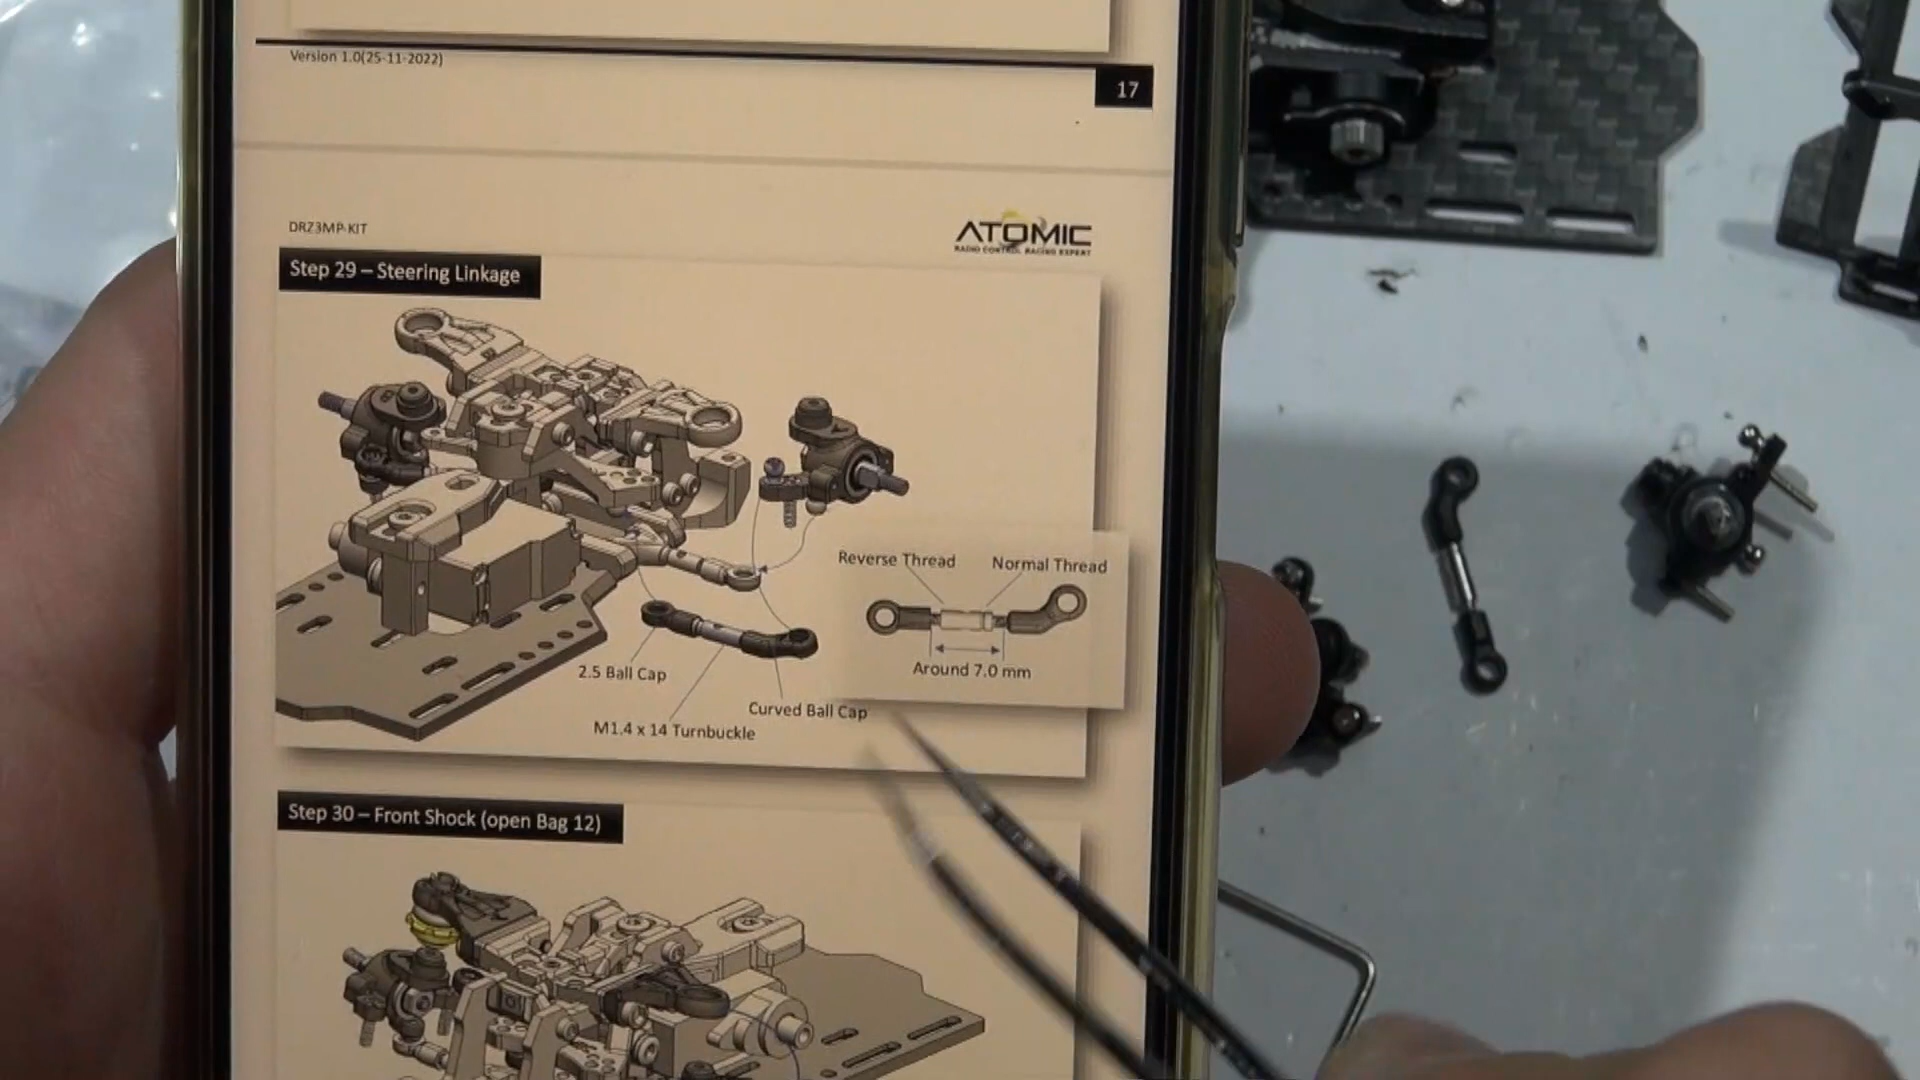 Version 1.0(25-11-2022)
17
DRZ3MP-KIT
ATOMIC
RADIO CONTROL RACING EXPERT
Step 29 – Steering Linkage
Reverse Thread
Normal Thread
Around 7.0 mm
2.5 Ball Cap
Curved Ball Cap
M1.4 x 14 Turnbuckle
Step 30 – Front Shock (open Bag 12)